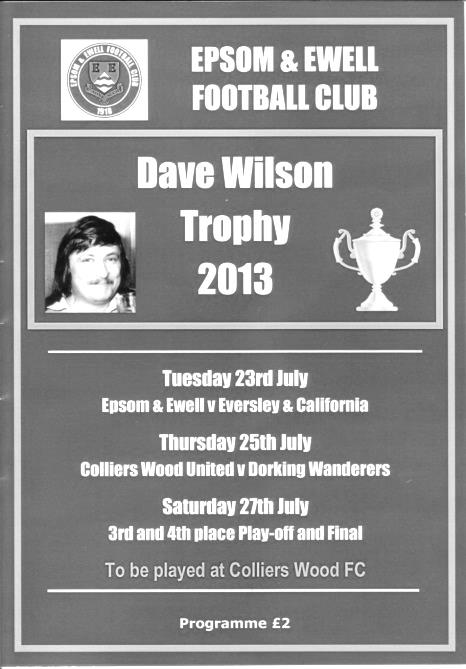 EPSOM & EWELL FOOTBALL CLUB
E E
1918
EPSOM & EWELL
FOOTBALL CLUB
Dave Wilson
Trophy
2013
Tuesday 23rd July
Epsom & Ewell v Eversley & California
Thursday 25th July
Colliers Wood United v Dorking Wanderers
Saturday 27th July
3rd and 4th place Play-off and Final
To be played at Colliers Wood FC
Programme £2